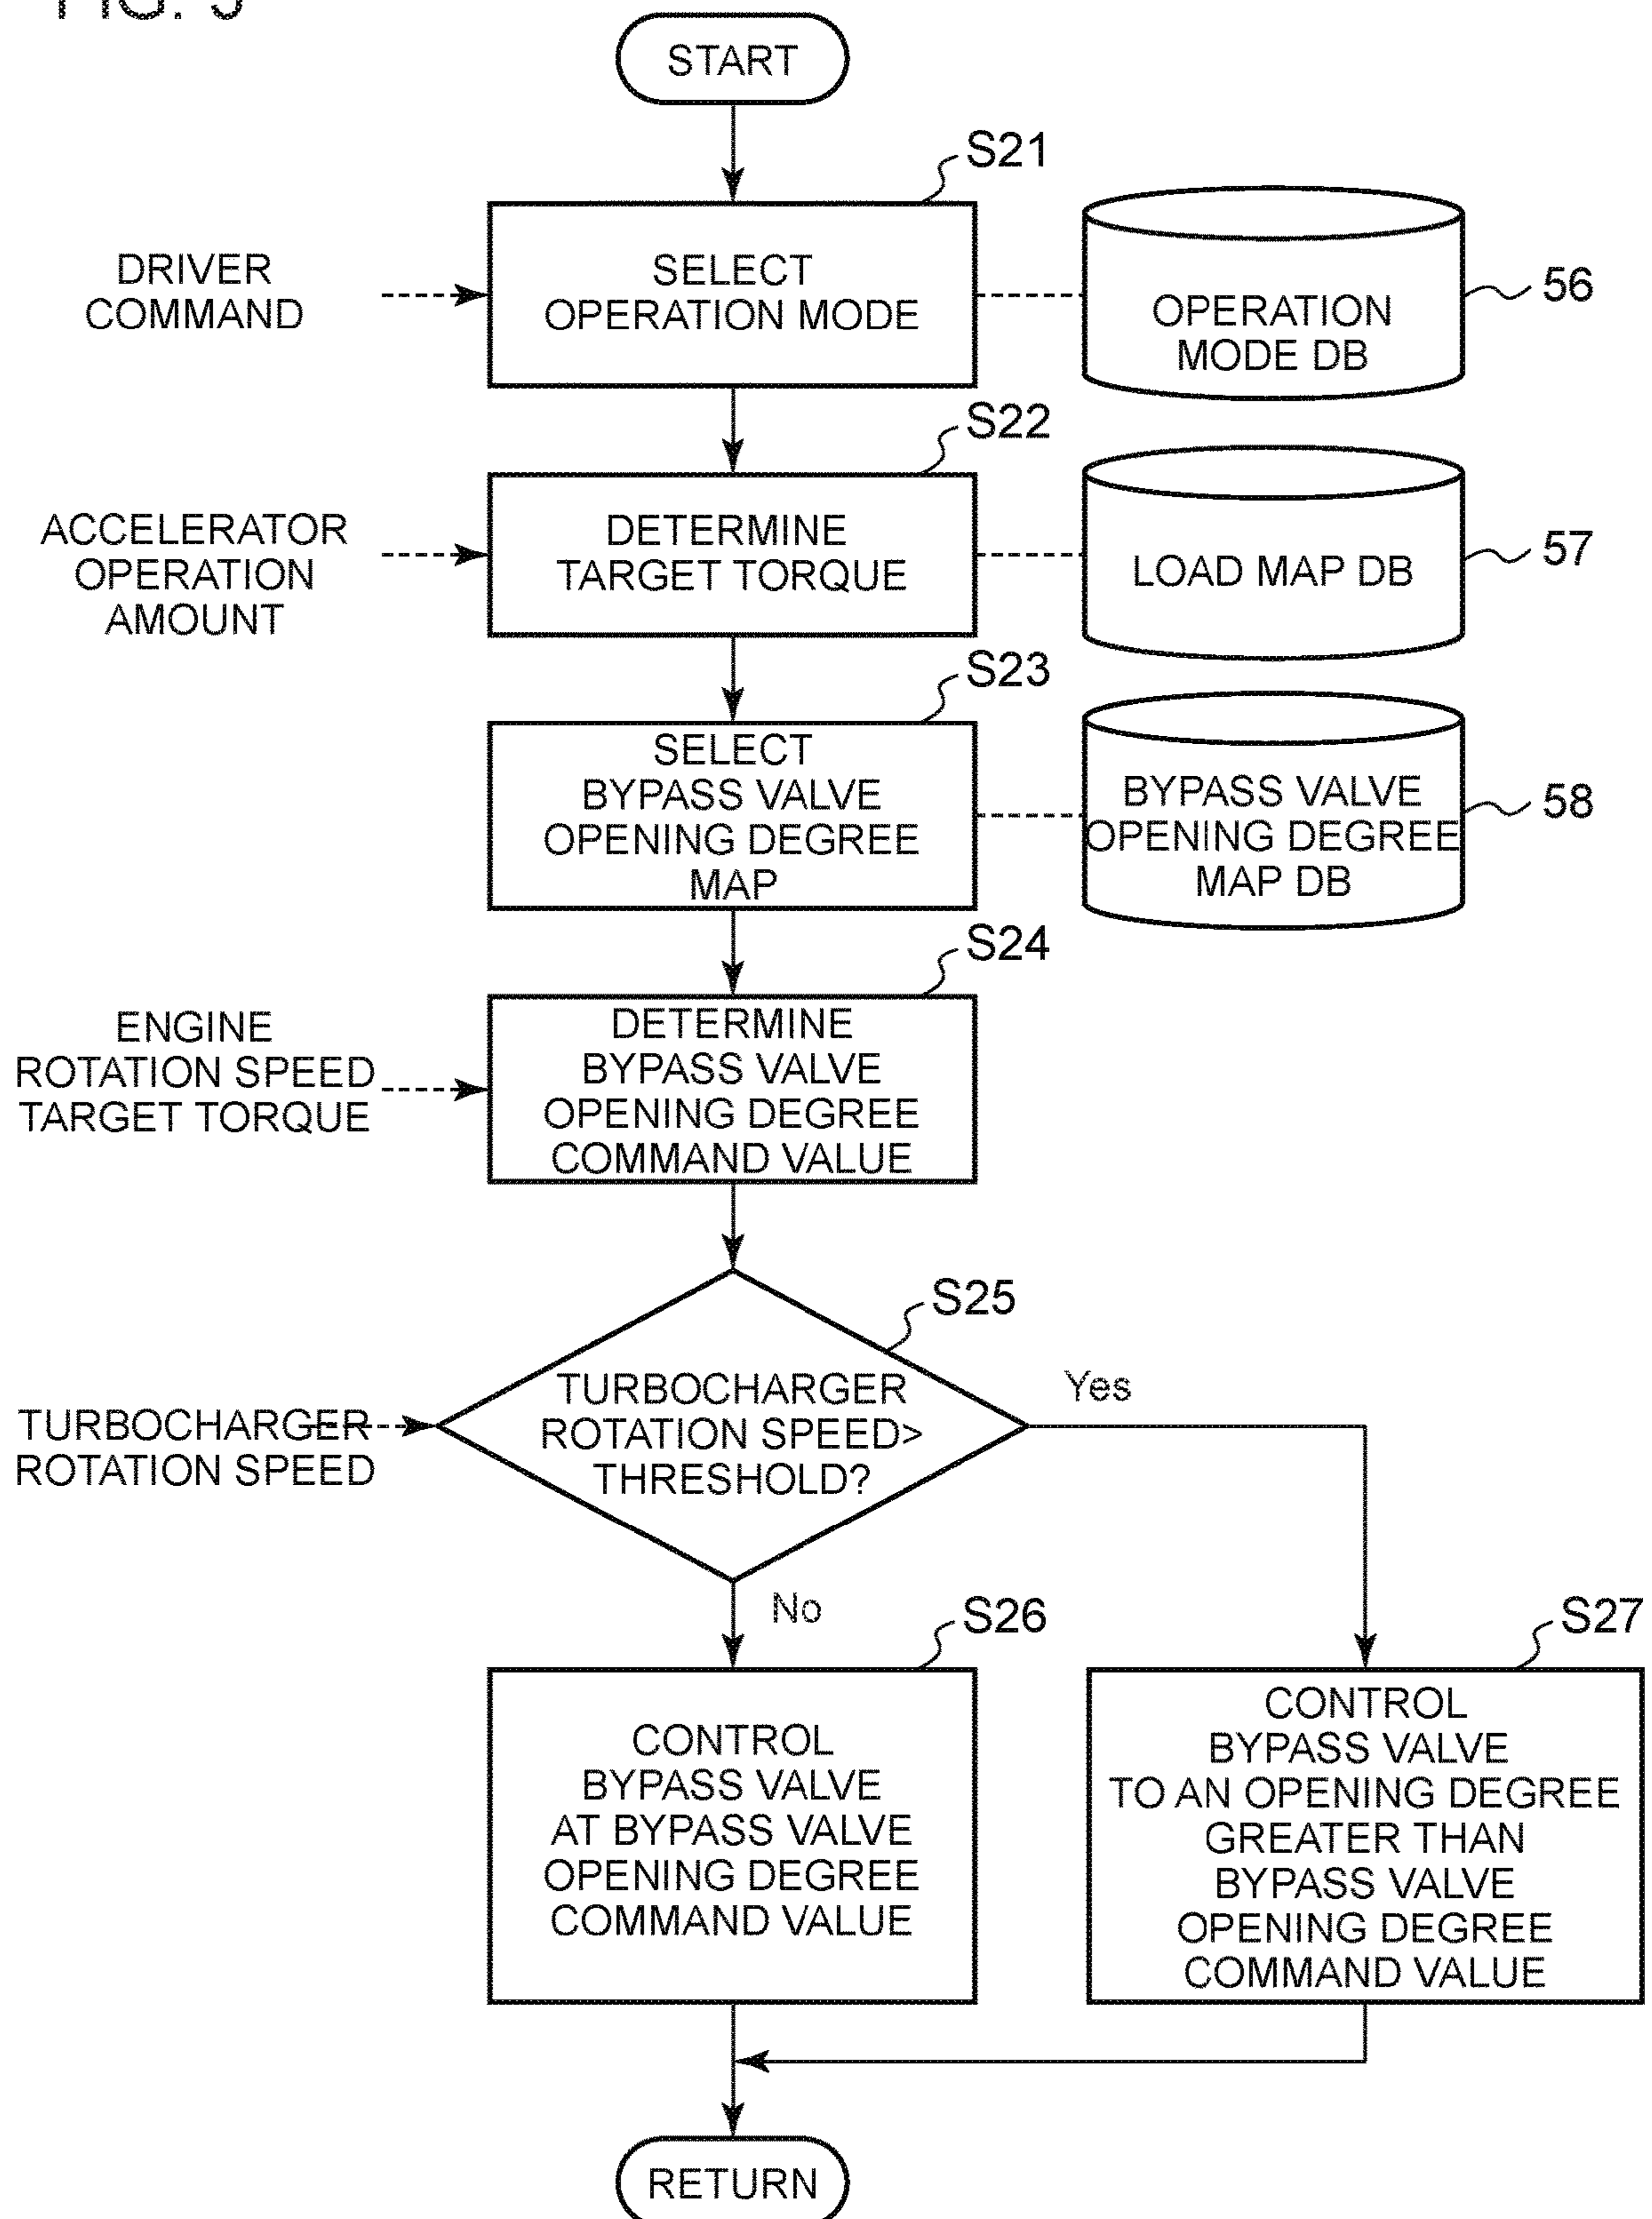 START
S21
DRIVER
COMMAND
SELECT
OPERATION MODE
OPERATION
MODE DB
56
S22
ACCELERATOR
OPERATION
AMOUNT
DETERMINE
TARGET TORQUE
LOAD MAP DB
57
S23
SELECT
BYPASS VALVE
OPENING DEGREE
MAP
BYPASS VALVE
OPENING DEGREE
MAP DB
58
S24
ENGINE
ROTATION SPEED
TARGET TORQUE
DETERMINE
BYPASS VALVE
OPENING DEGREE
COMMAND VALUE
S25
TURBOCHARGER
ROTATION SPEED
TURBOCHARGER
ROTATION SPEED>
THRESHOLD?
Yes
No
S26
CONTROL
BYPASS VALVE
AT BYPASS VALVE
OPENING DEGREE
COMMAND VALUE
S27
CONTROL
BYPASS VALVE
TO AN OPENING DEGREE
GREATER THAN
BYPASS VALVE
OPENING DEGREE
COMMAND VALUE
RETURN